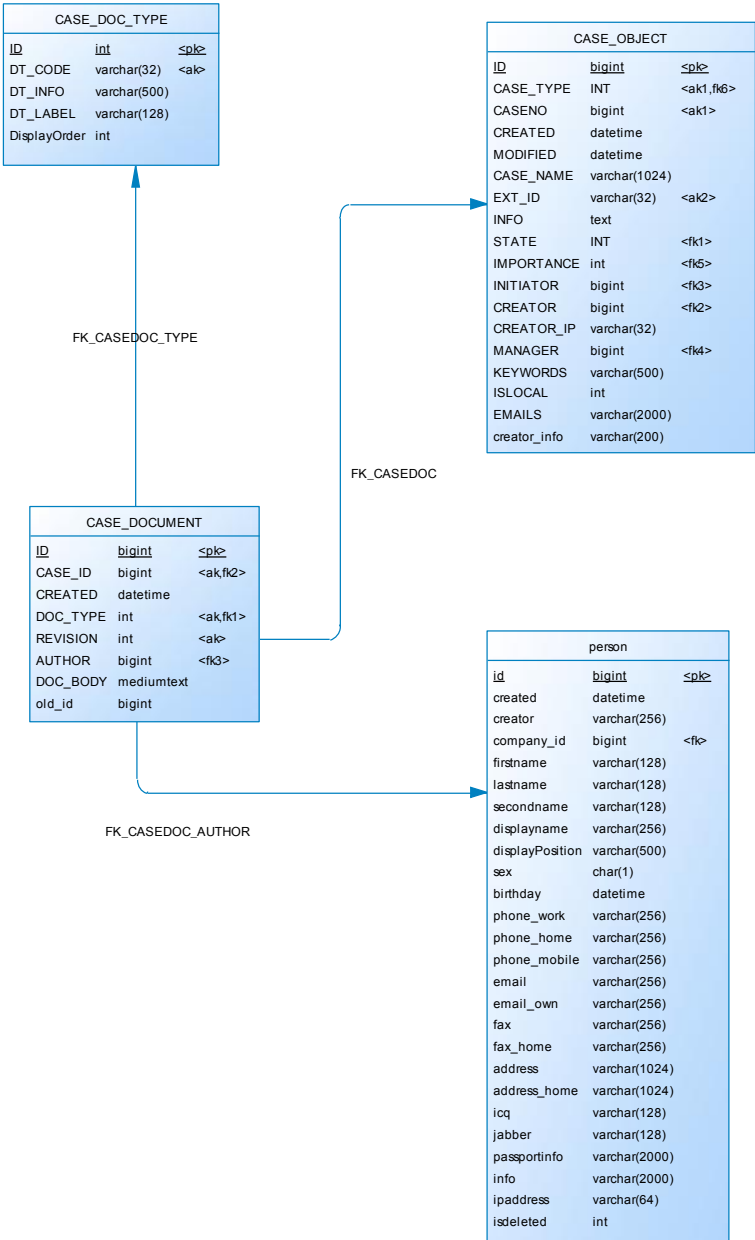 CASE_DOC_TYPE
ID int <pk>
DT_CODE varchar(32) <ak>
DT_INFO varchar(500)
DT_LABEL varchar(128)
DisplayOrder int
CASE_OBJECT
ID bigint <pk>
CASE_TYPE INT <ak1,fk6>
CASENO bigint <ak1>
CREATED datetime
MODIFIED datetime
CASE_NAME varchar(1024)
EXT_ID varchar(32) <ak2>
INFO text
STATE INT <fk1>
IMPORTANCE int <fk5>
INITIATOR bigint <fk3>
CREATOR bigint <fk2>
CREATOR_IP varchar(32)
MANAGER bigint <fk4>
KEYWORDS varchar(500)
ISLOCAL int
EMAILS varchar(2000)
creator_info varchar(200)
FK_CASEDOC_TYPE
FK_CASEDOC
CASE_DOCUMENT
ID bigint <pk>
CASE_ID bigint <ak,fk2>
CREATED datetime
DOC_TYPE int <ak,fk1>
REVISION int <ak>
AUTHOR bigint <fk3>
DOC_BODY mediumtext
old_id bigint
FK_CASEDOC_AUTHOR
person
id bigint <pk>
created datetime
creator varchar(256)
company_id bigint <fk>
firstname varchar(128)
lastname varchar(128)
secondname varchar(128)
displayname varchar(256)
displayPosition varchar(500)
sex char(1)
birthday datetime
phone_work varchar(256)
phone_home varchar(256)
phone_mobile varchar(256)
email varchar(256)
email_own varchar(256)
fax varchar(256)
fax_home varchar(256)
address varchar(1024)
address_home varchar(1024)
icq varchar(128)
jabber varchar(128)
passportinfo varchar(2000)
info varchar(2000)
ipaddress varchar(64)
isdeleted int